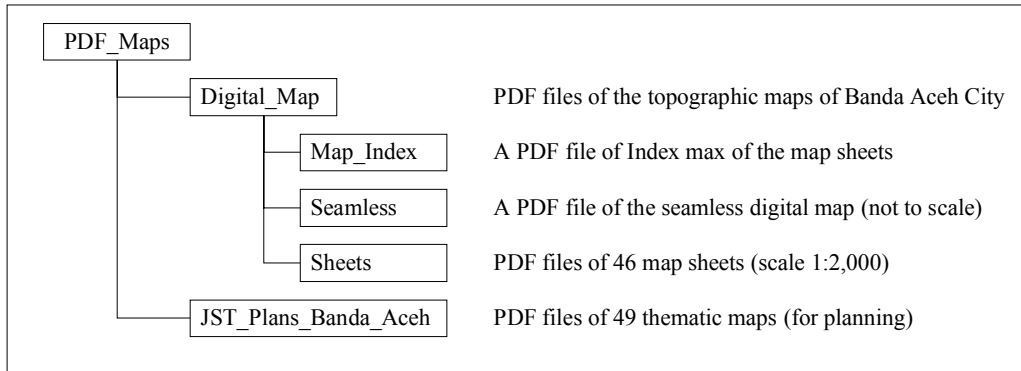 PDF_Maps
Digital_Map PDF files of the topographic maps of Banda Aceh City
Map_Index A PDF file of Index max of the map sheets
Seamless A PDF file of the seamless digital map (not to scale)
Sheets PDF files of 46 map sheets (scale 1:2,000)
JST_Plans_Banda_Aceh PDF files of 49 thematic maps (for planning)